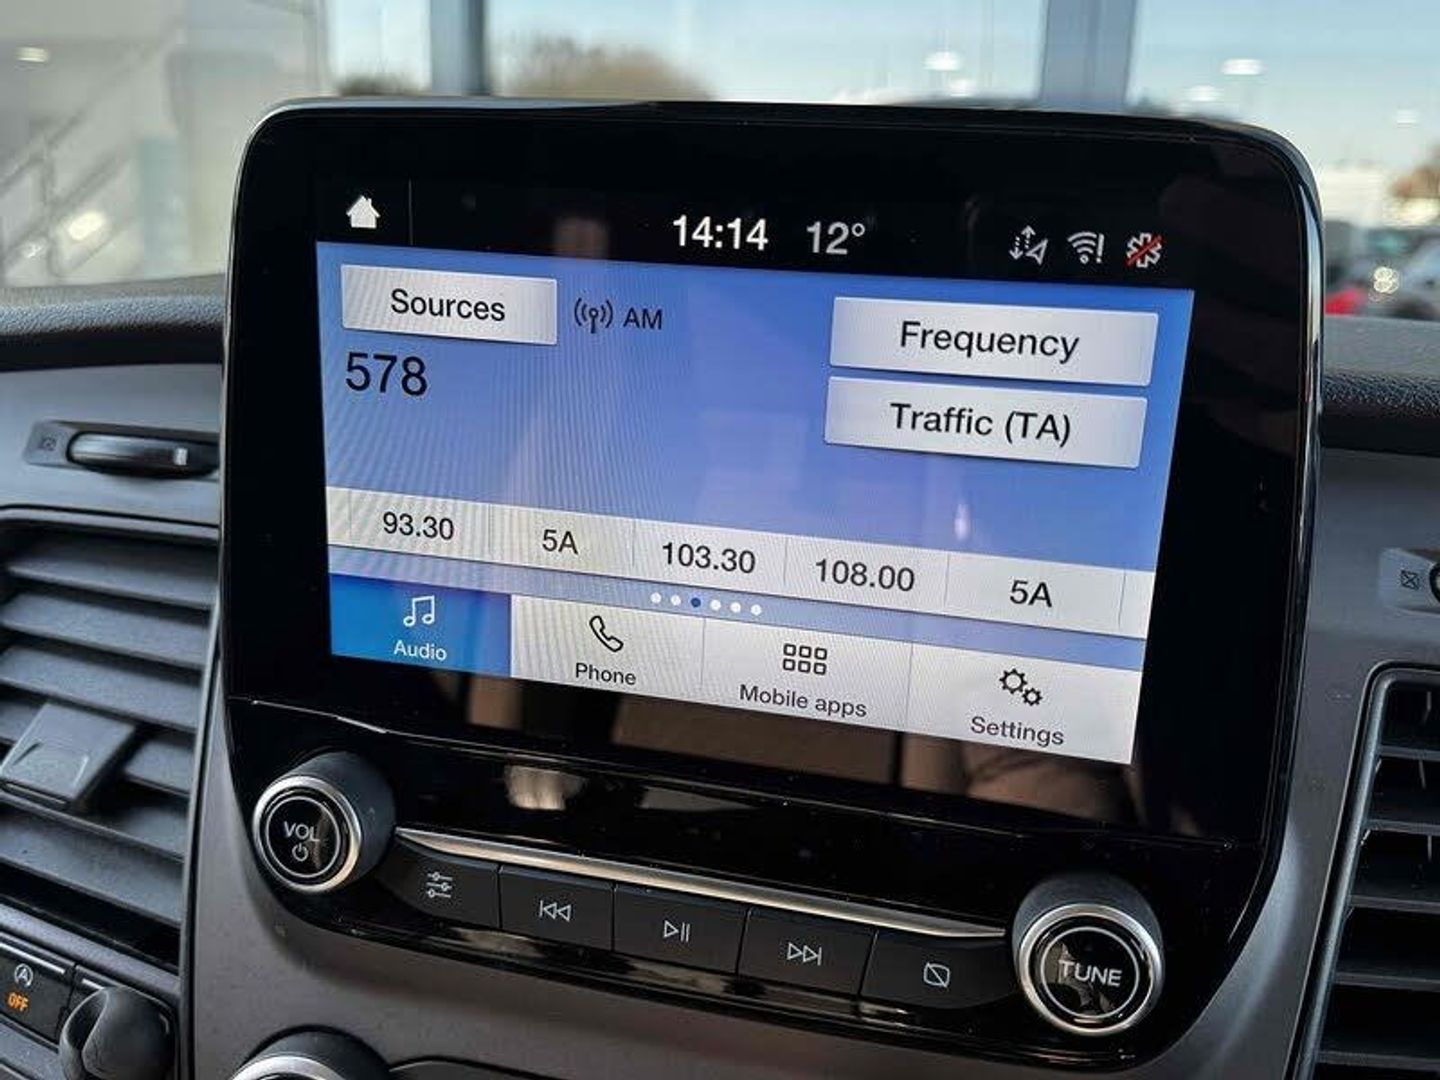 14:14 12°
Sources AM Frequency
578
Traffic (TA)
93.30 5A 103.30 108.00 5A
Audio Phone Mobile apps Settings
VOL
TUNE
A
OFF